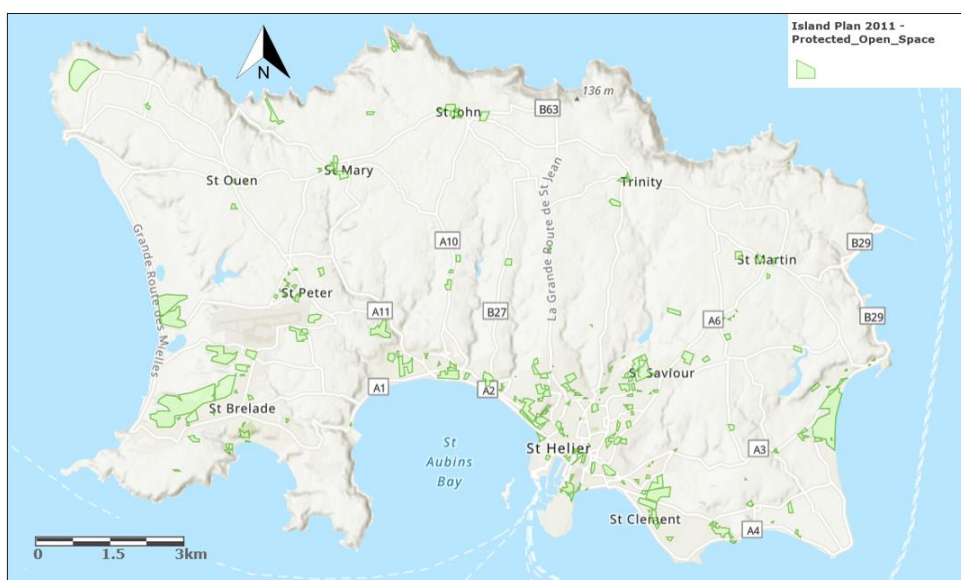 Island Plan 2011 -
Protected_Open_Space
N
136 m
St John
B63
St Mary
St Ouen
Trinity
La Grande Route de St Jean
A10
B29
St Martin
Grande Route des Mielles
St Peter
A11
B27
A6
B29
St Saviour
A1
A2
St Brelade
St Helier
A3
St
Aubins
Bay
St Clement
A4
0 1.5 3km